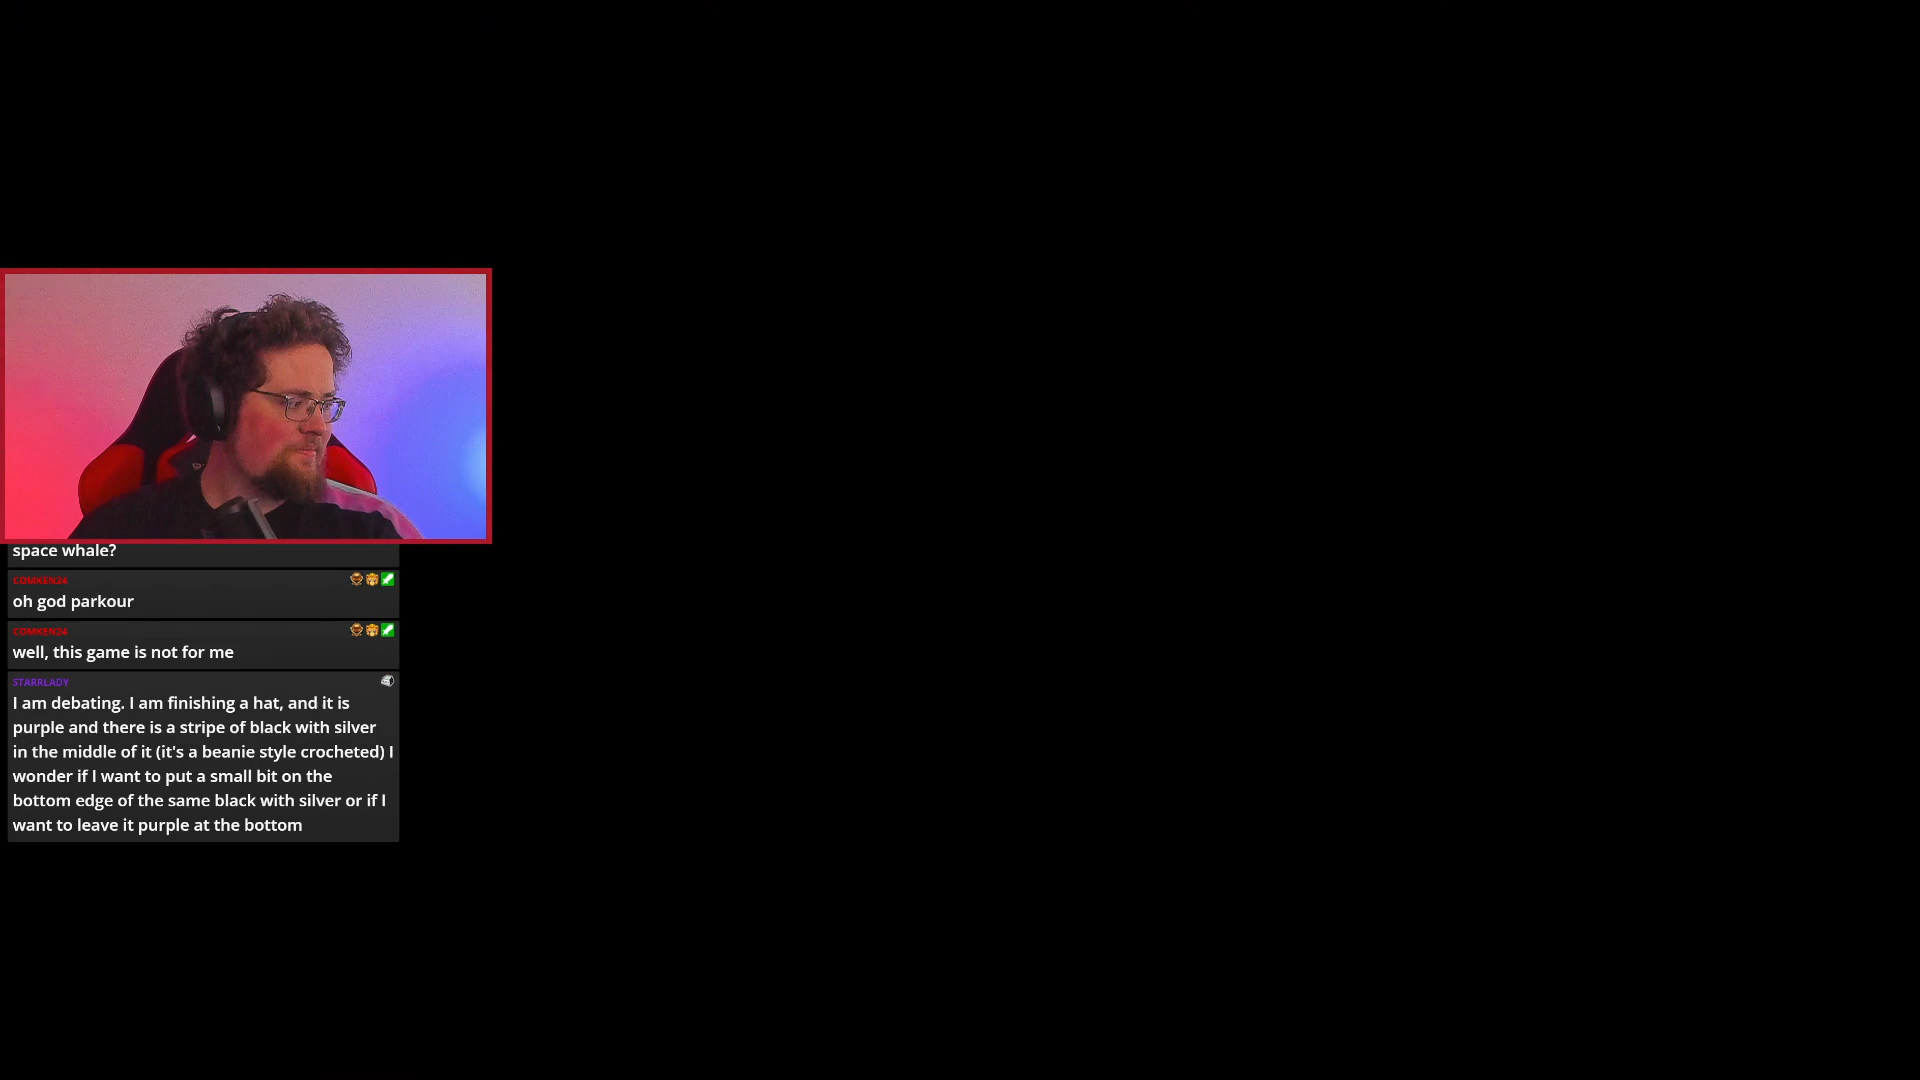 space whale?
COMKEN24
oh god parkour
COMKEN24
well, this game is not for me
STARRLADY
I am debating. I am finishing a hat, and it is
purple and there is a stripe of black with silver
in the middle of it (it's a beanie style crocheted) I
wonder if I want to put a small bit on the
bottom edge of the same black with silver or if I
want to leave it purple at the bottom